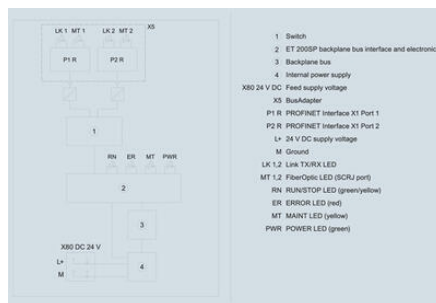 LK 1 MT 1 LK 2 MT 2 X5
P1 R P2 R
1
RN ER MT PWR
2
3
X80 DC 24 V
L+
M
4
1 Switch
2 ET 200SP backplane bus interface and electronic
3 Backplane bus
4 Internal power supply
X80 24 V DC Feed supply voltage
X5 BusAdapter
P1 R PROFINET Interface X1 Port 1
P2 R PROFINET Interface X1 Port 2
L+ 24 V DC supply voltage
M Ground
LK 1,2 Link TX/RX LED
MT 1,2 FiberOptic LED (SCRJ port)
RN RUN/STOP LED (green/yellow)
ER ERROR LED (red)
MT MAINT LED (yellow)
PWR POWER LED (green)